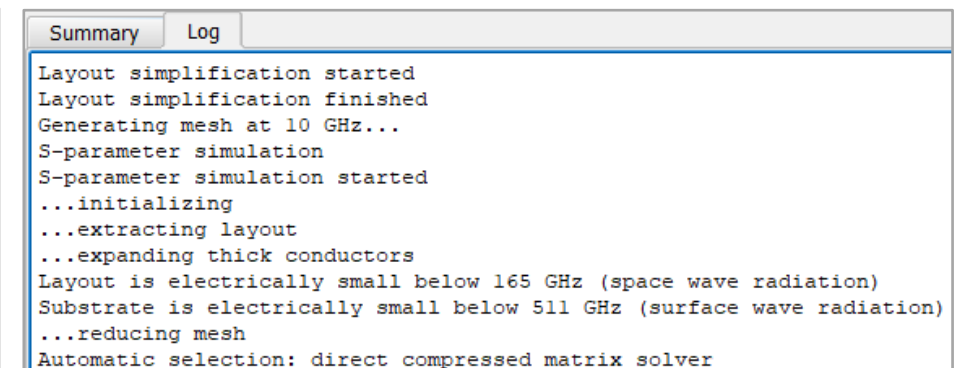 Summary Log
Layout simplification started
Layout simplification finished
Generating mesh at 10 GHz...
S-parameter simulation
S-parameter simulation started
...initializing
...extracting layout
...expanding thick conductors
Layout is electrically small below 165 GHz (space wave radiation)
Substrate is electrically small below 511 GHz (surface wave radiation)
...reducing mesh
Automatic selection: direct compressed matrix solver